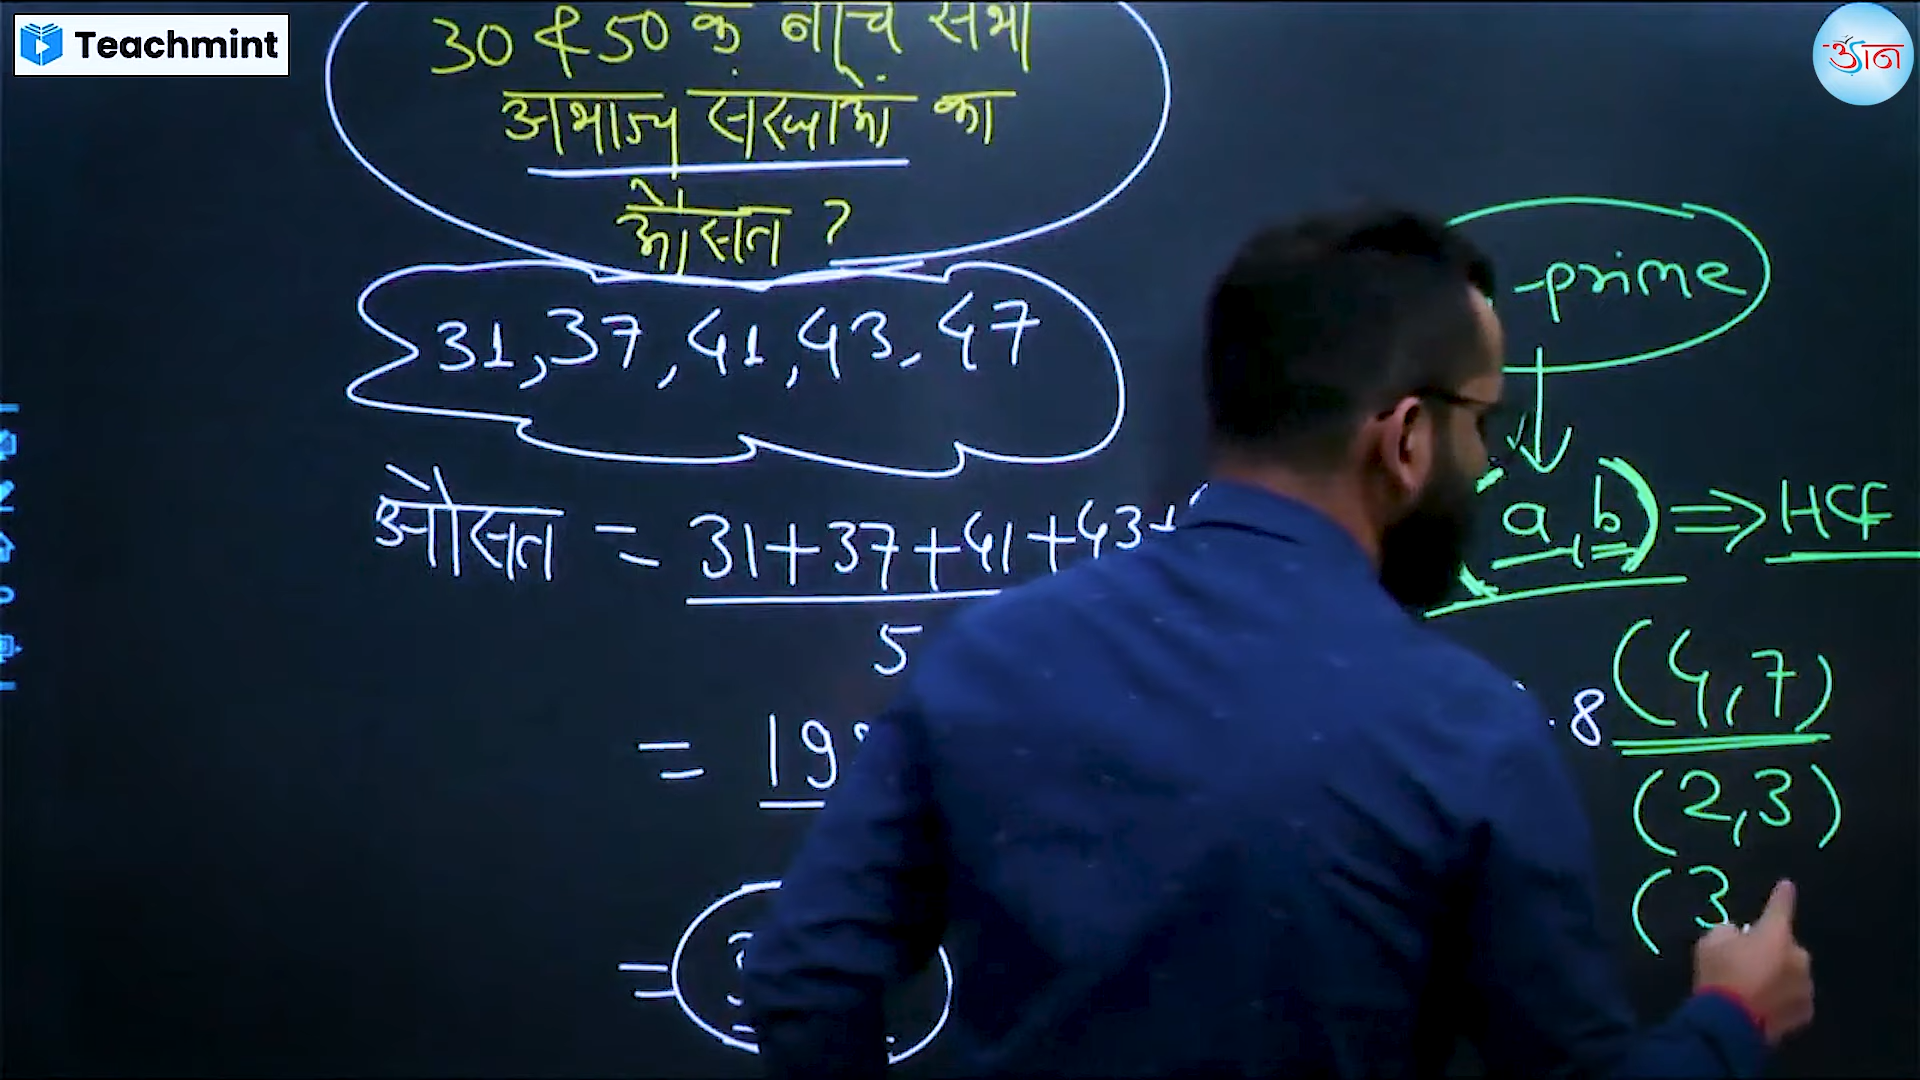 Teachmint
ज्ञान
30 & 50 के बीच सभी
अभाज्य संख्याओं का
औसत ?
31, 37, 41, 43, 47
औसत = 31+37+41+43+
5
= 19
=
-prime
(a, b) ⇒ HCF
8
(4,7)
(2,3)
(3,